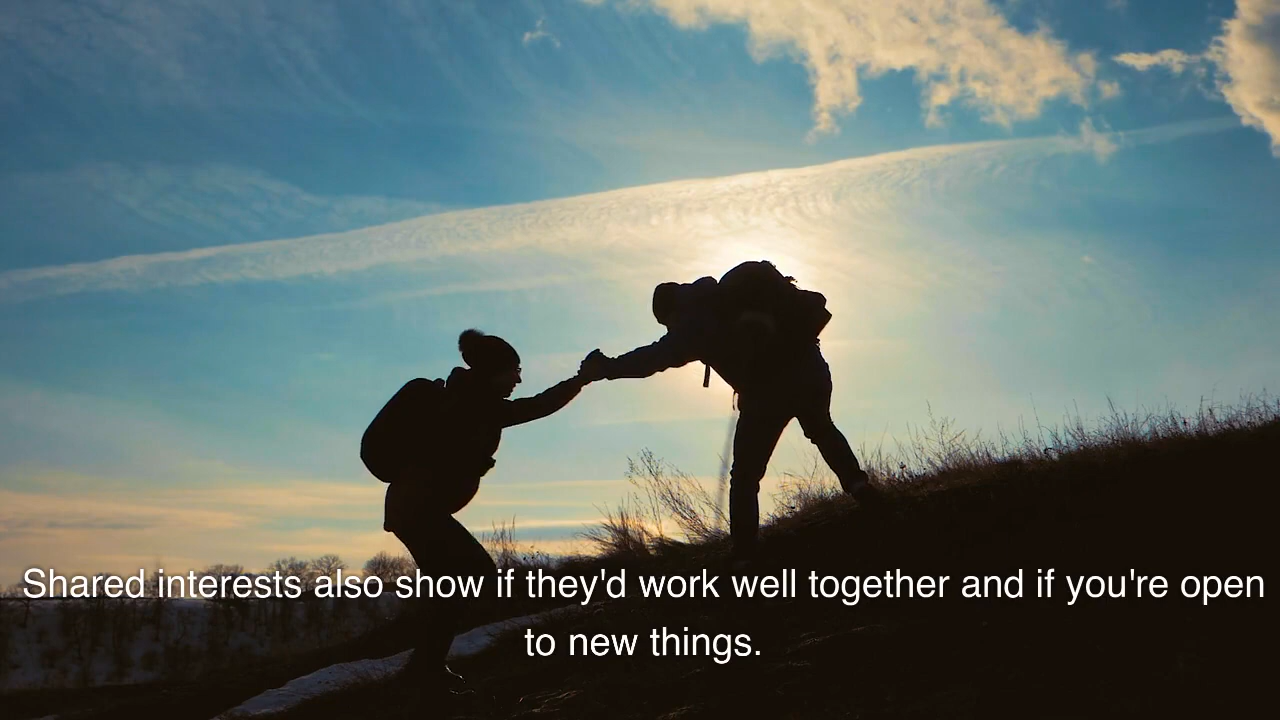 Shared interests also show if they'd work well together and if you're open
to new things.